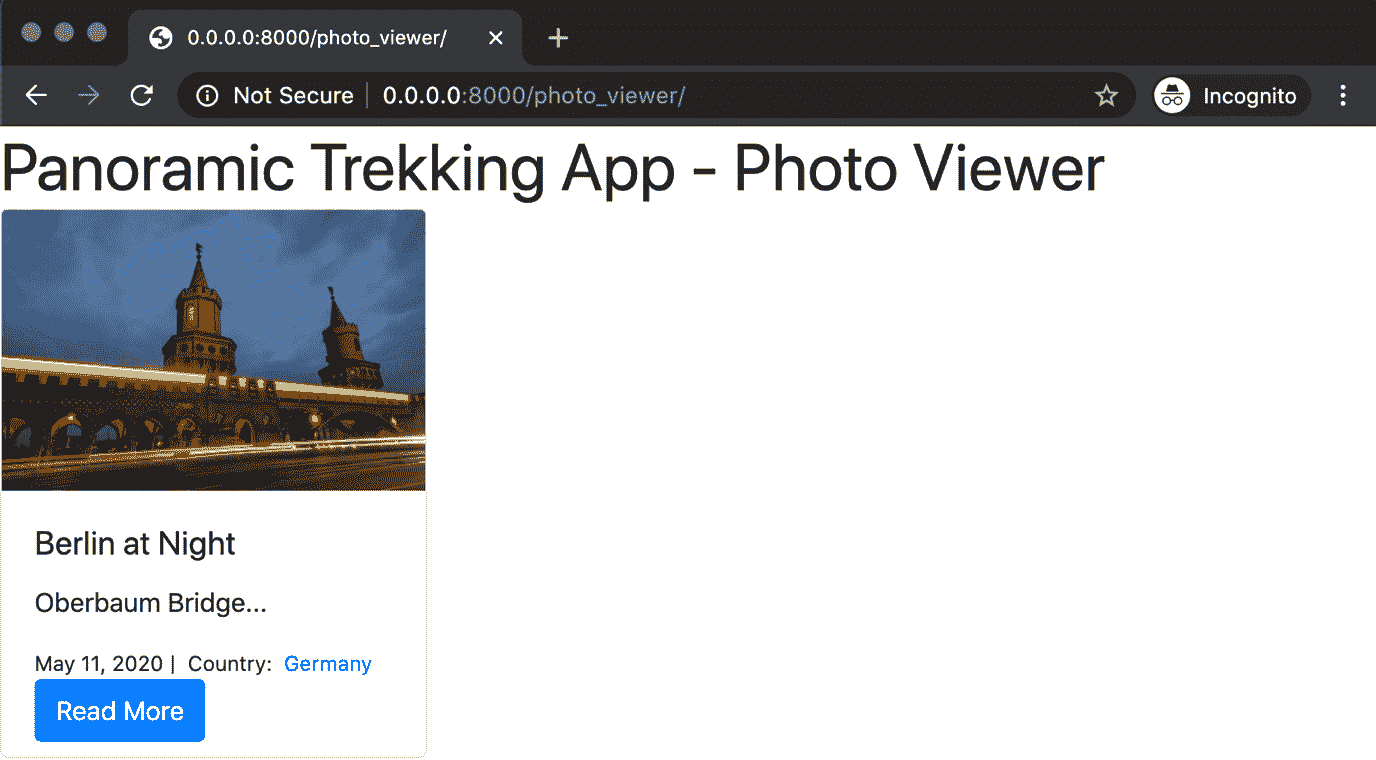 0.0.0.0:8000/photo_viewer/
Not Secure | 0.0.0.0:8000/photo_viewer/ Incognito
Panoramic Trekking App - Photo Viewer
Berlin at Night
Oberbaum Bridge...
May 11, 2020 | Country: Germany
Read More